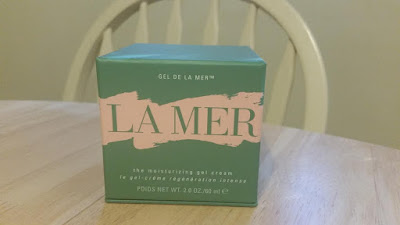 GEL DE LA MER™
LA MER
the moisturizing gel cream
le gel-crème régénération intense
POIDS NET WT. 2.0 OZ./60 ml ℮